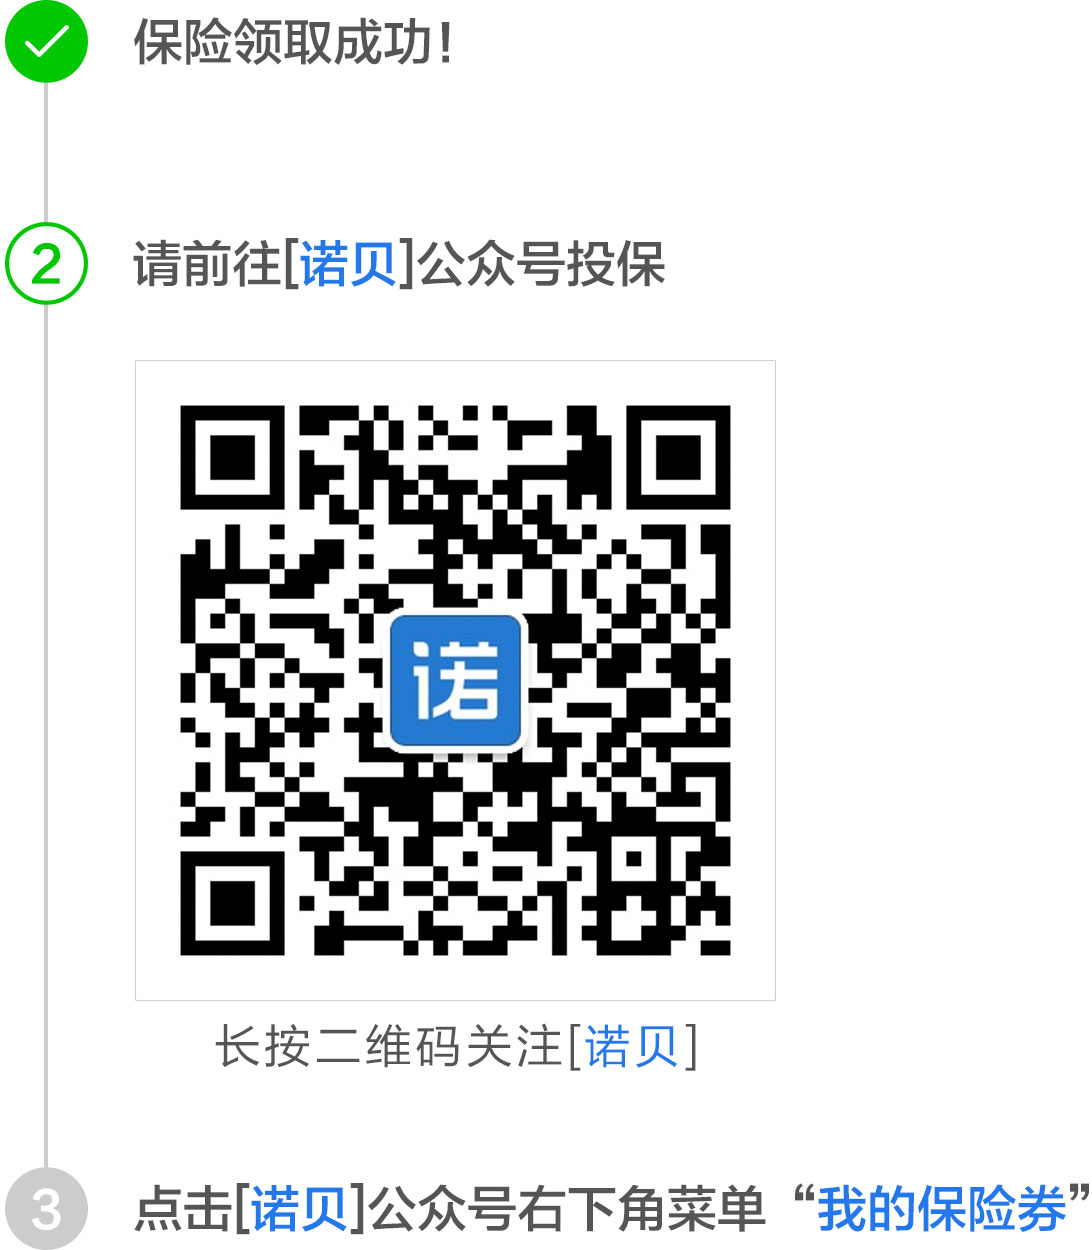 保险领取成功！
2 请前往[诺贝]公众号投保
诺
长按二维码关注[诺贝]
3 点击[诺贝]公众号右下角菜单“我的保险券”